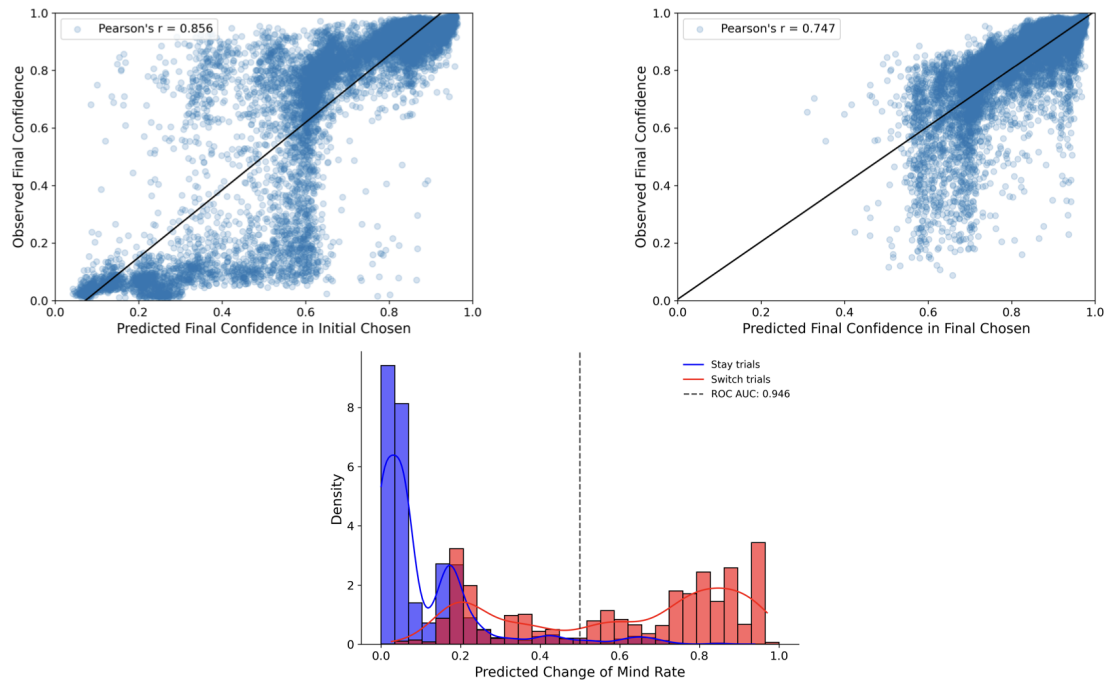 Pearson's r = 0.856
Observed Final Confidence
1.0
0.8
0.6
0.4
0.2
0.0
0.0 0.2 0.4 0.6 0.8 1.0
Predicted Final Confidence in Initial Chosen
Pearson's r = 0.747
Observed Final Confidence
1.0
0.8
0.6
0.4
0.2
0.0
0.0 0.2 0.4 0.6 0.8 1.0
Predicted Final Confidence in Final Chosen
Stay trials
Switch trials
ROC AUC: 0.946
Density
8
6
4
2
0
0.0 0.2 0.4 0.6 0.8 1.0
Predicted Change of Mind Rate